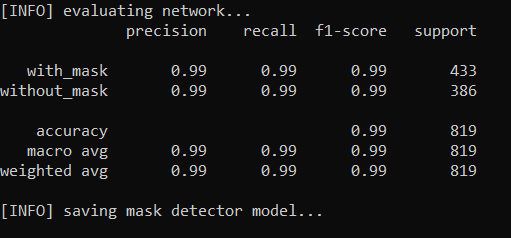 [INFO] evaluating network...
precision recall f1-score support
with_mask 0.99 0.99 0.99 433
without_mask 0.99 0.99 0.99 386
accuracy 0.99 819
macro avg 0.99 0.99 0.99 819
weighted avg 0.99 0.99 0.99 819
[INFO] saving mask detector model...